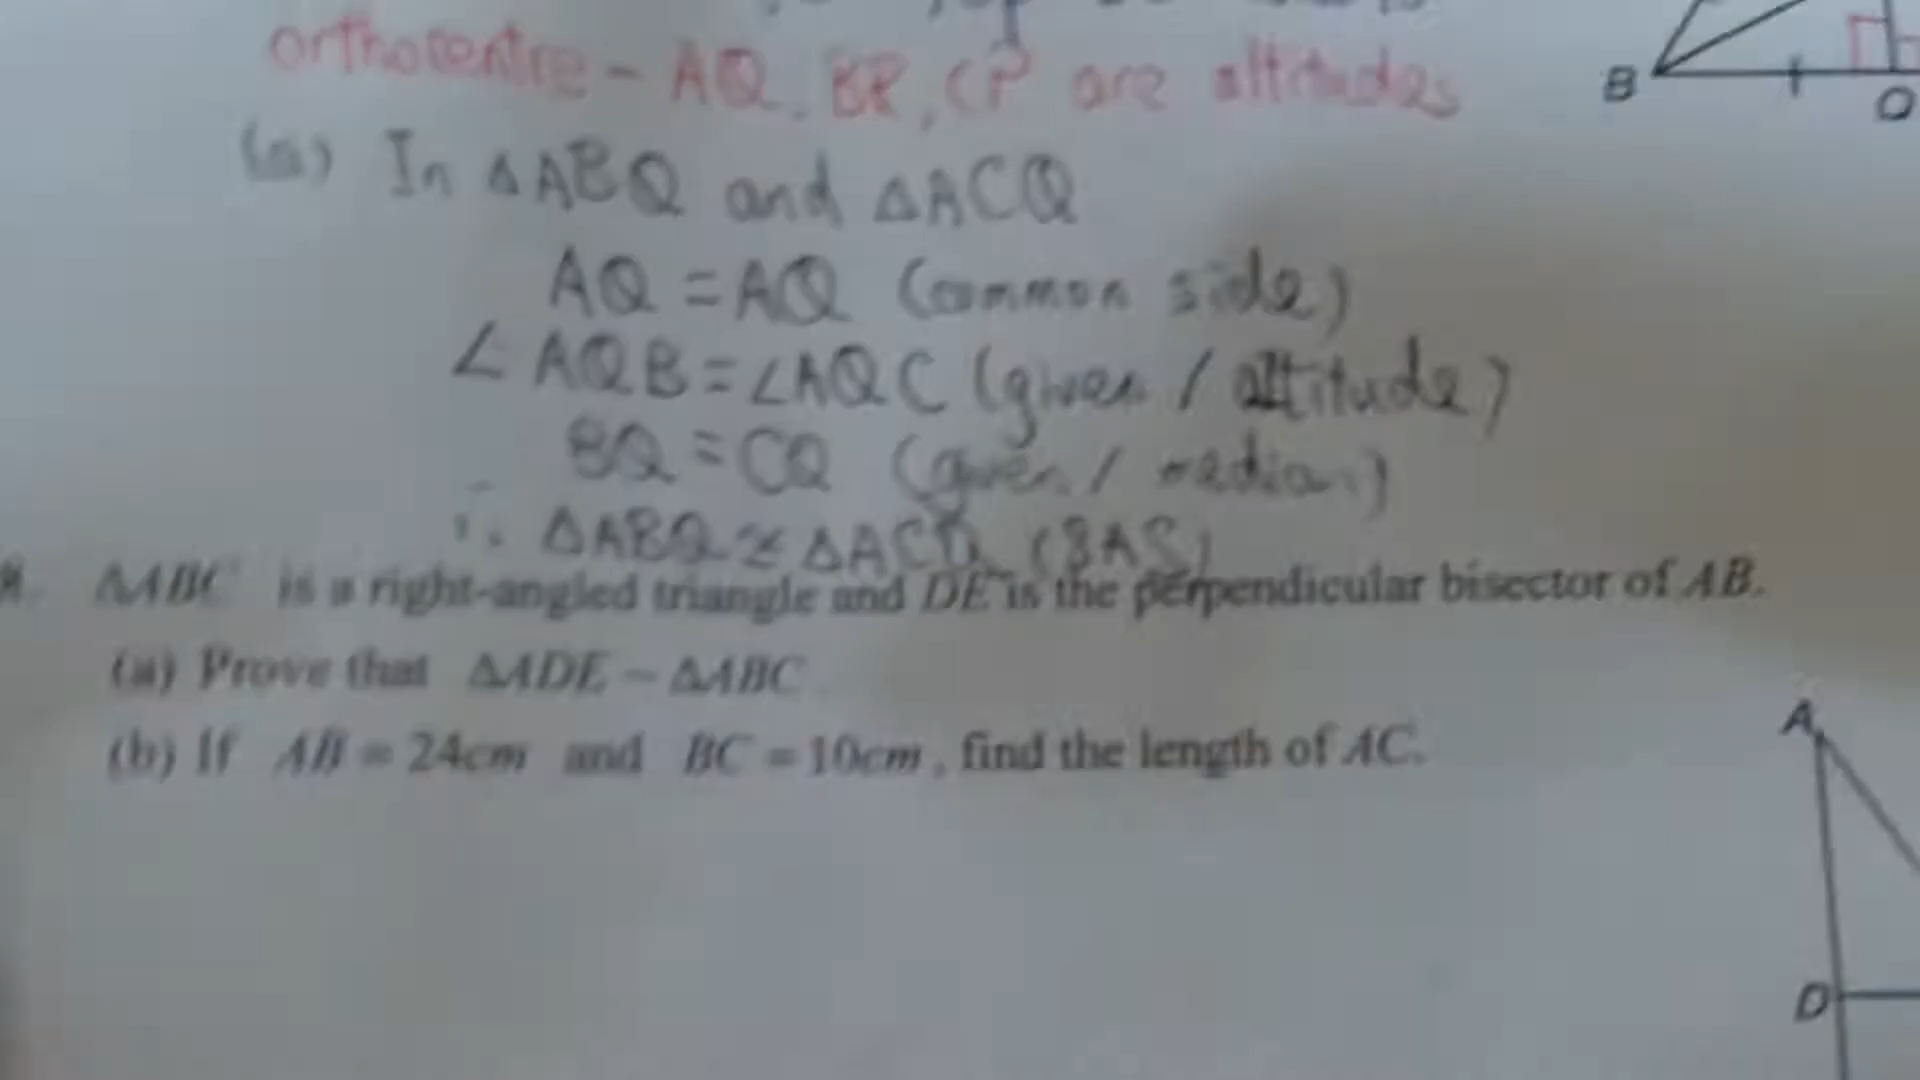 orthocentre - AQ, BR, CP are altitudes
B
Q
(a) In ΔABQ and ΔACQ
AQ = AQ (common side)
∠AQB = ∠AQC (given / altitude)
BQ = CQ (given / median)
∴ ΔABQ ≅ ΔACQ (SAS)
ΔABC is a right-angled triangle and DE is the perpendicular bisector of AB.
(a) Prove that ΔADE ~ ΔABC
(b) If AB = 24cm and BC = 10cm, find the length of AC.
A
D